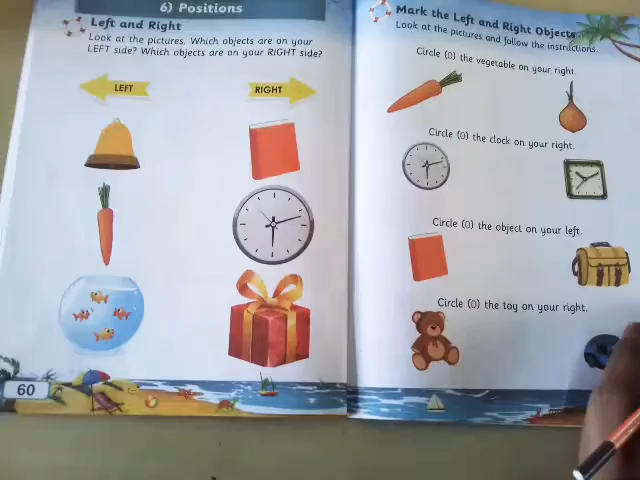 6) Positions
Left and Right
Look at the pictures. Which objects are on your
LEFT side? Which objects are on your RIGHT side?
LEFT
RIGHT
60
Mark the Left and Right Objects
Look at the pictures and follow the instructions.
Circle (O) the vegetable on your right.
Circle (O) the clock on your right.
Circle (O) the object on your left.
Circle (O) the toy on your right.